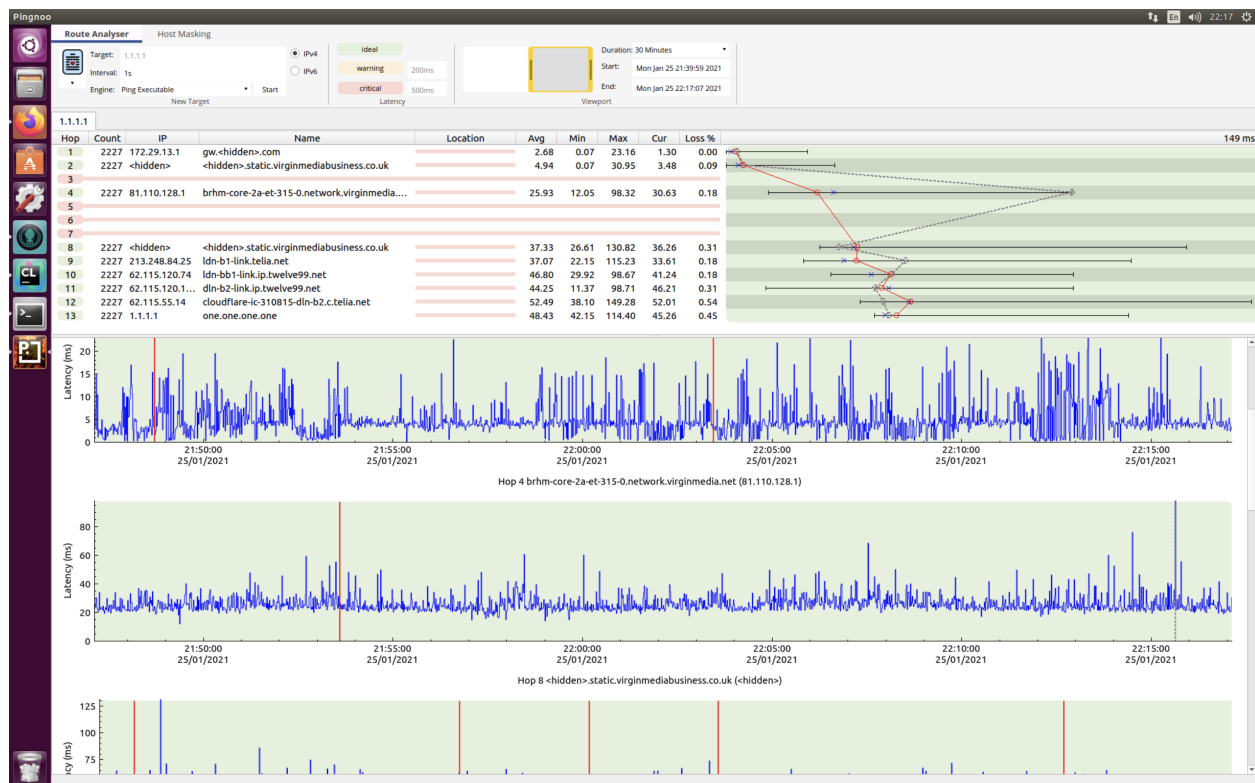 Pingnoo
En
22:17
Route Analyser Host Masking
Target: 1.1.1.1
Interval: 1s
Engine: Ping Executable Start
New Target
IPv4
IPv6
ideal
warning 200ms
critical 500ms
Latency
Duration: 30 Minutes
Start: Mon Jan 25 21:39:59 2021
End: Mon Jan 25 22:17:07 2021
Viewport
1.1.1.1
Hop Count IP Name Location Avg Min Max Cur Loss % 149 ms
1 2227 172.29.13.1 gw.<hidden>.com 2.68 0.07 23.16 1.30 0.00
2 2227 <hidden> <hidden>.static.virginmediabusiness.co.uk 4.94 0.07 30.95 3.48 0.09
3
4 2227 81.110.128.1 brhm-core-2a-et-315-0.network.virginmedia.... 25.93 12.05 98.32 30.63 0.18
5
6
7
8 2227 <hidden> <hidden>.static.virginmediabusiness.co.uk 37.33 26.61 130.82 36.26 0.31
9 2227 213.248.84.25 ldn-b1-link.telia.net 37.07 22.15 115.23 33.61 0.18
10 2227 62.115.120.74 ldn-bb1-link.ip.twelve99.net 46.80 29.92 98.67 41.24 0.18
11 2227 62.115.120.1... dln-b2-link.ip.twelve99.net 44.25 11.37 98.71 46.21 0.31
12 2227 62.115.55.14 cloudflare-ic-310815-dln-b2.c.telia.net 52.49 38.10 149.28 52.01 0.54
13 2227 1.1.1.1 one.one.one.one 48.43 42.15 114.40 45.26 0.45
Latency (ms)
20
15
10
5
0
21:50:00 21:55:00 22:00:00 22:05:00 22:10:00 22:15:00
25/01/2021 25/01/2021 25/01/2021 25/01/2021 25/01/2021 25/01/2021
Hop 4 brhm-core-2a-et-315-0.network.virginmedia.net (81.110.128.1)
Latency (ms)
80
60
40
20
0
21:50:00 21:55:00 22:00:00 22:05:00 22:10:00 22:15:00
25/01/2021 25/01/2021 25/01/2021 25/01/2021 25/01/2021 25/01/2021
Hop 8 <hidden>.static.virginmediabusiness.co.uk (<hidden>)
cy (ms)
125
100
75
CL